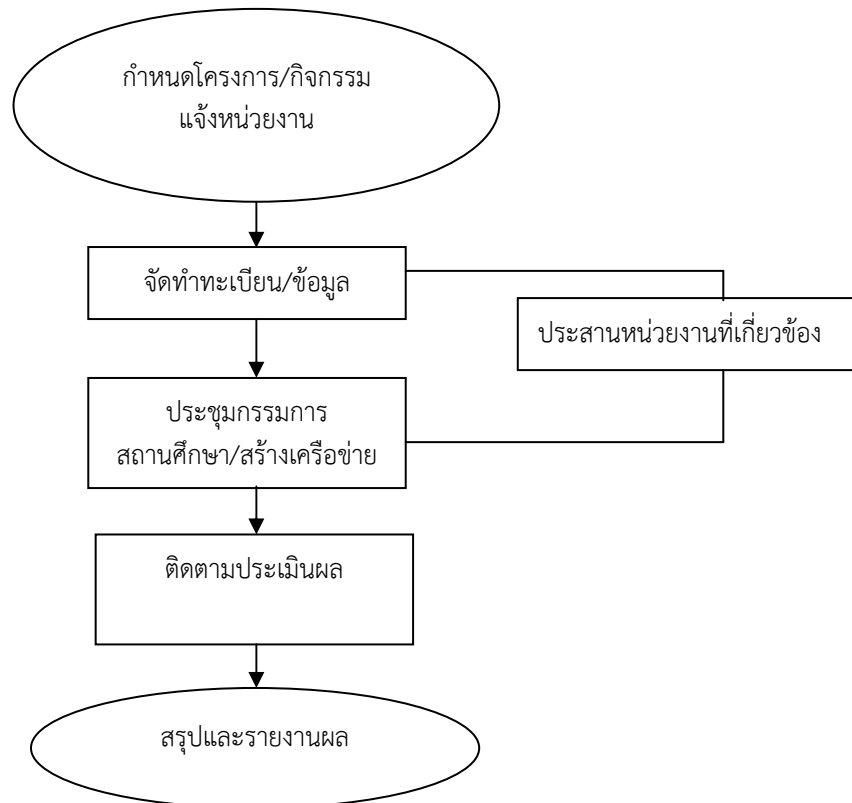 กำหนดโครงการ/กิจกรรม
แจ้งหน่วยงาน
จัดทำทะเบียน/ข้อมูล
ประสานหน่วยงานที่เกี่ยวข้อง
ประชุมกรรมการ
สถานศึกษา/สร้างเครือข่าย
ติดตามประเมินผล
สรุปและรายงานผล